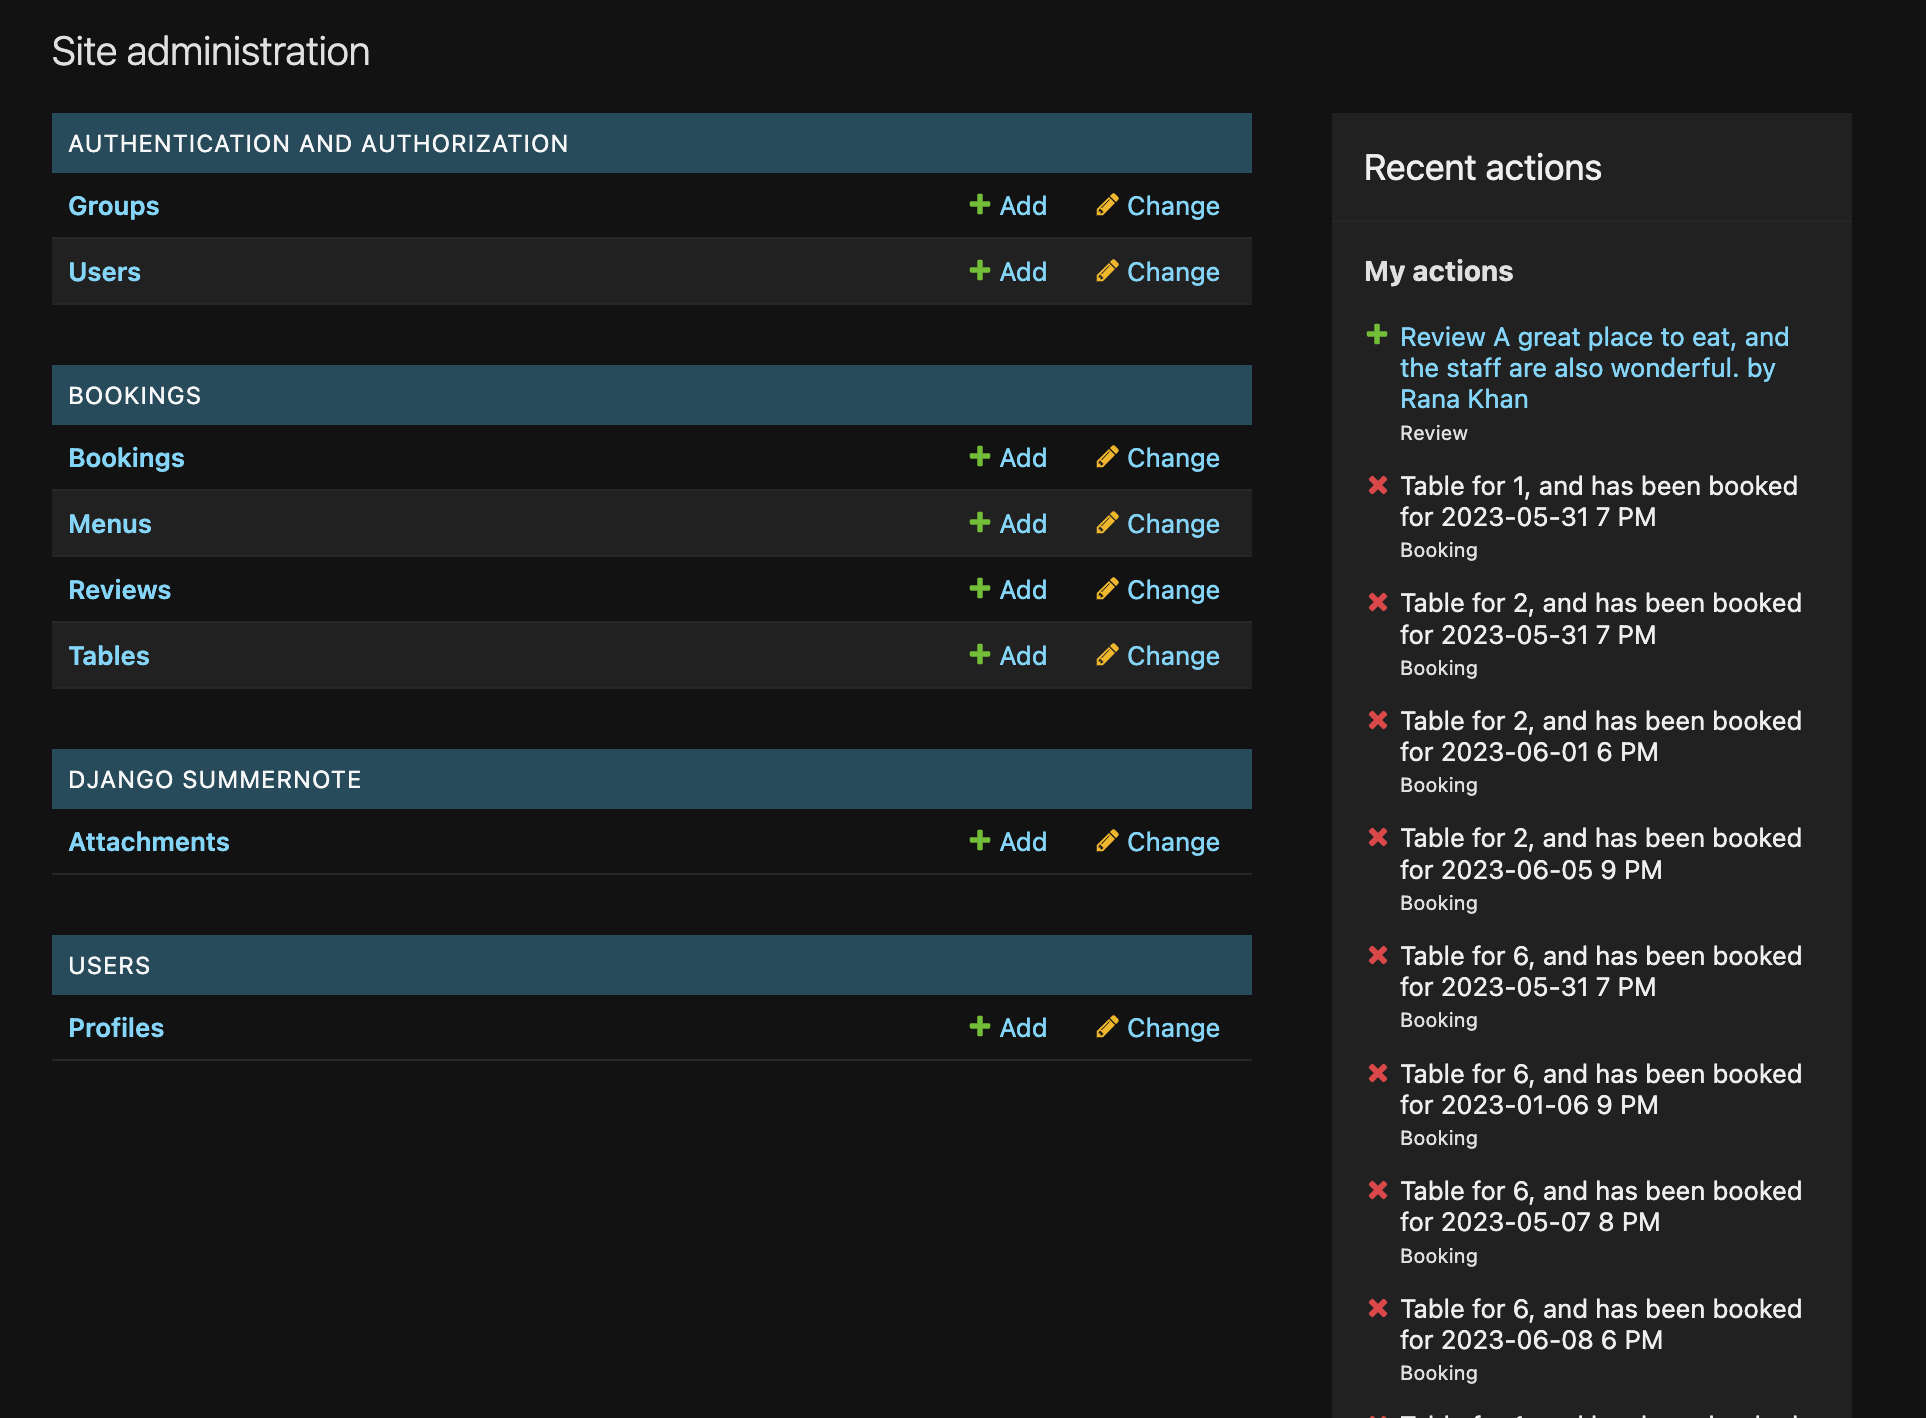 Site administration
AUTHENTICATION AND AUTHORIZATION
Groups Add Change
Users Add Change
BOOKINGS
Bookings Add Change
Menus Add Change
Reviews Add Change
Tables Add Change
DJANGO SUMMERNOTE
Attachments Add Change
USERS
Profiles Add Change
Recent actions
My actions
Review A great place to eat, and
the staff are also wonderful. by
Rana Khan
Review
Table for 1, and has been booked
for 2023-05-31 7 PM
Booking
Table for 2, and has been booked
for 2023-05-31 7 PM
Booking
Table for 2, and has been booked
for 2023-06-01 6 PM
Booking
Table for 2, and has been booked
for 2023-06-05 9 PM
Booking
Table for 6, and has been booked
for 2023-05-31 7 PM
Booking
Table for 6, and has been booked
for 2023-01-06 9 PM
Booking
Table for 6, and has been booked
for 2023-05-07 8 PM
Booking
Table for 6, and has been booked
for 2023-06-08 6 PM
Booking